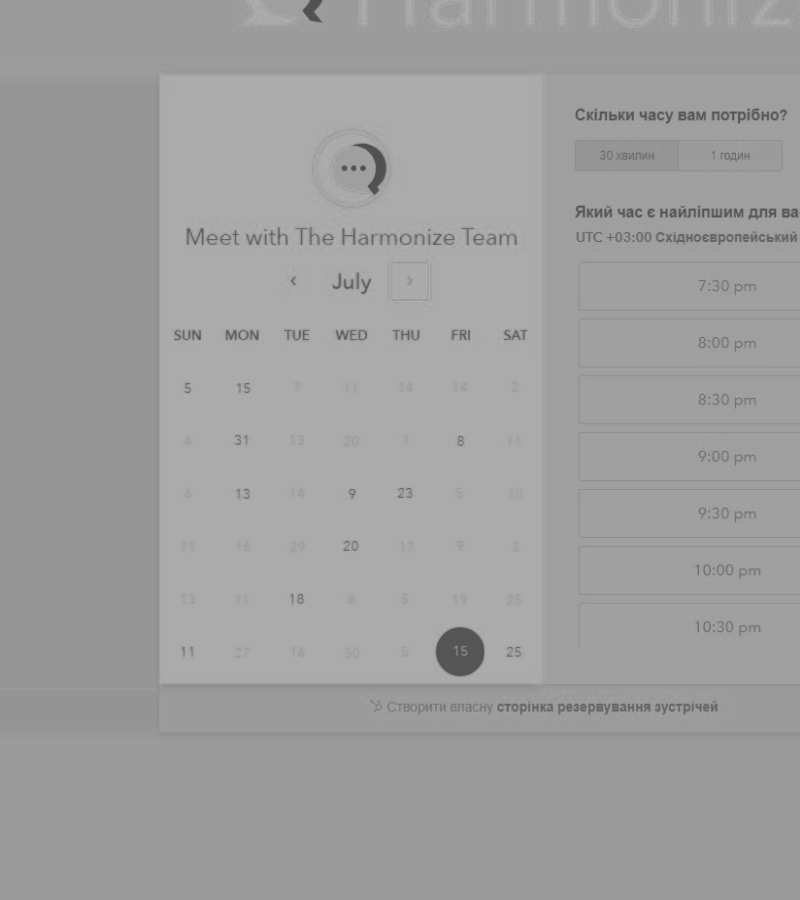 Harmoniz
Meet with The Harmonize Team
July
SUN MON TUE WED THU FRI SAT
5 15 7 11 14 14 2
4 31 13 20 1 8 11
6 13 14 9 23 5 10
11 16 29 20 17 9 3
13 11 18 8 5 19 25
11 27 16 30 5 15 25
Скільки часу вам потрібно?
30 хвилин 1 годин
Який час є найліпшим для ва
UTC +03:00 Східноєвропейський
7:30 pm
8:00 pm
8:30 pm
9:00 pm
9:30 pm
10:00 pm
10:30 pm
Створити власну сторінка резервування зустрічей